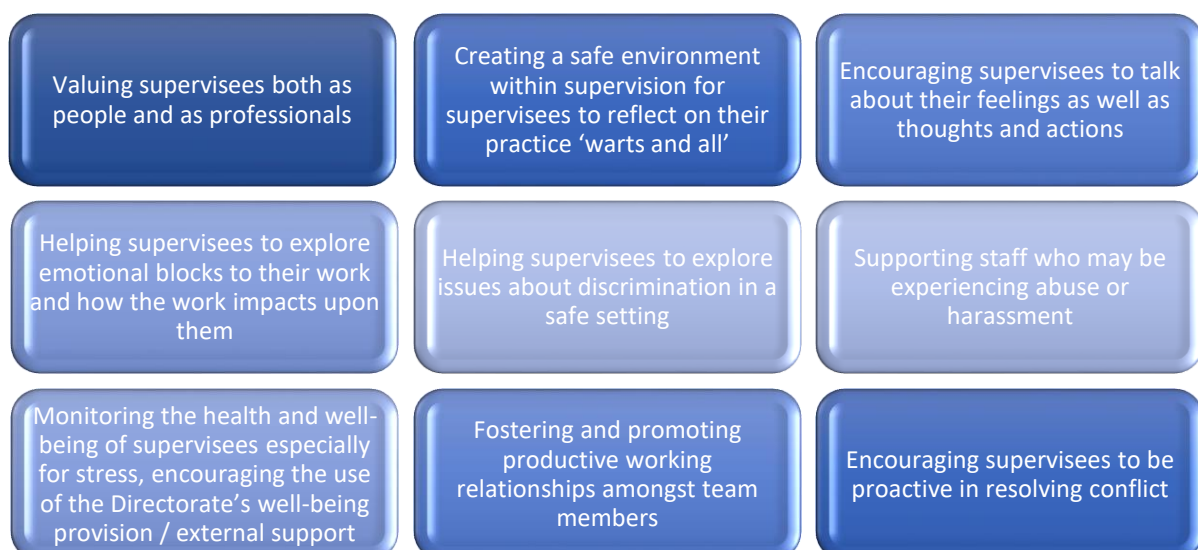 Valuing supervisees both as
people and as professionals
Creating a safe environment
within supervision for
supervisees to reflect on their
practice ‘warts and all’
Encouraging supervisees to talk
about their feelings as well as
thoughts and actions
Helping supervisees to explore
emotional blocks to their work
and how the work impacts upon
them
Helping supervisees to explore
issues about discrimination in a
safe setting
Supporting staff who may be
experiencing abuse or
harassment
Monitoring the health and well-
being of supervisees especially
for stress, encouraging the use
of the Directorate’s well-being
provision / external support
Fostering and promoting
productive working
relationships amongst team
members
Encouraging supervisees to be
proactive in resolving conflict